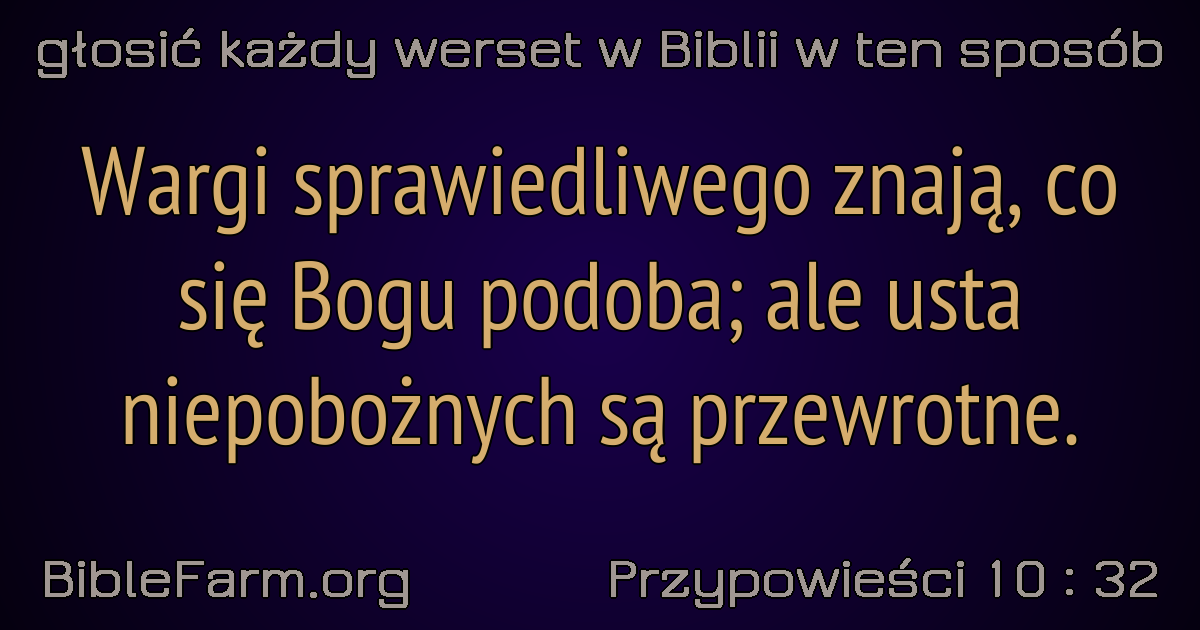 głosić każdy werset w Biblii w ten sposób
Wargi sprawiedliwego znają, co
się Bogu podoba; ale usta
niepobożnych są przewrotne.
BibleFarm.org
Przypowieści 10 : 32